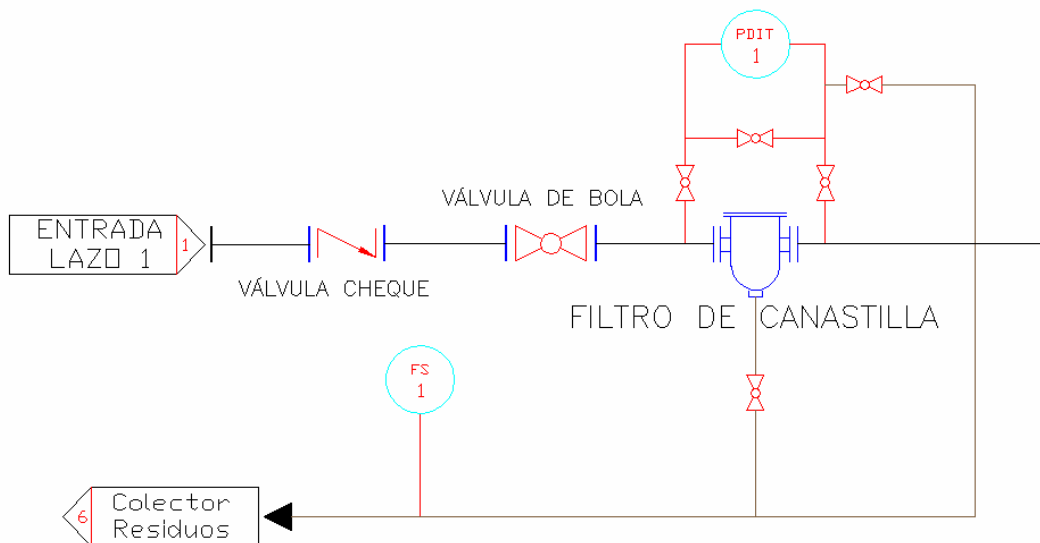 PDIT
1
VÁLVULA DE BOLA
ENTRADA
LAZO 1
1
VÁLVULA CHEQUE
FILTRO DE CANASTILLA
FS
1
6
Colector
Residuos